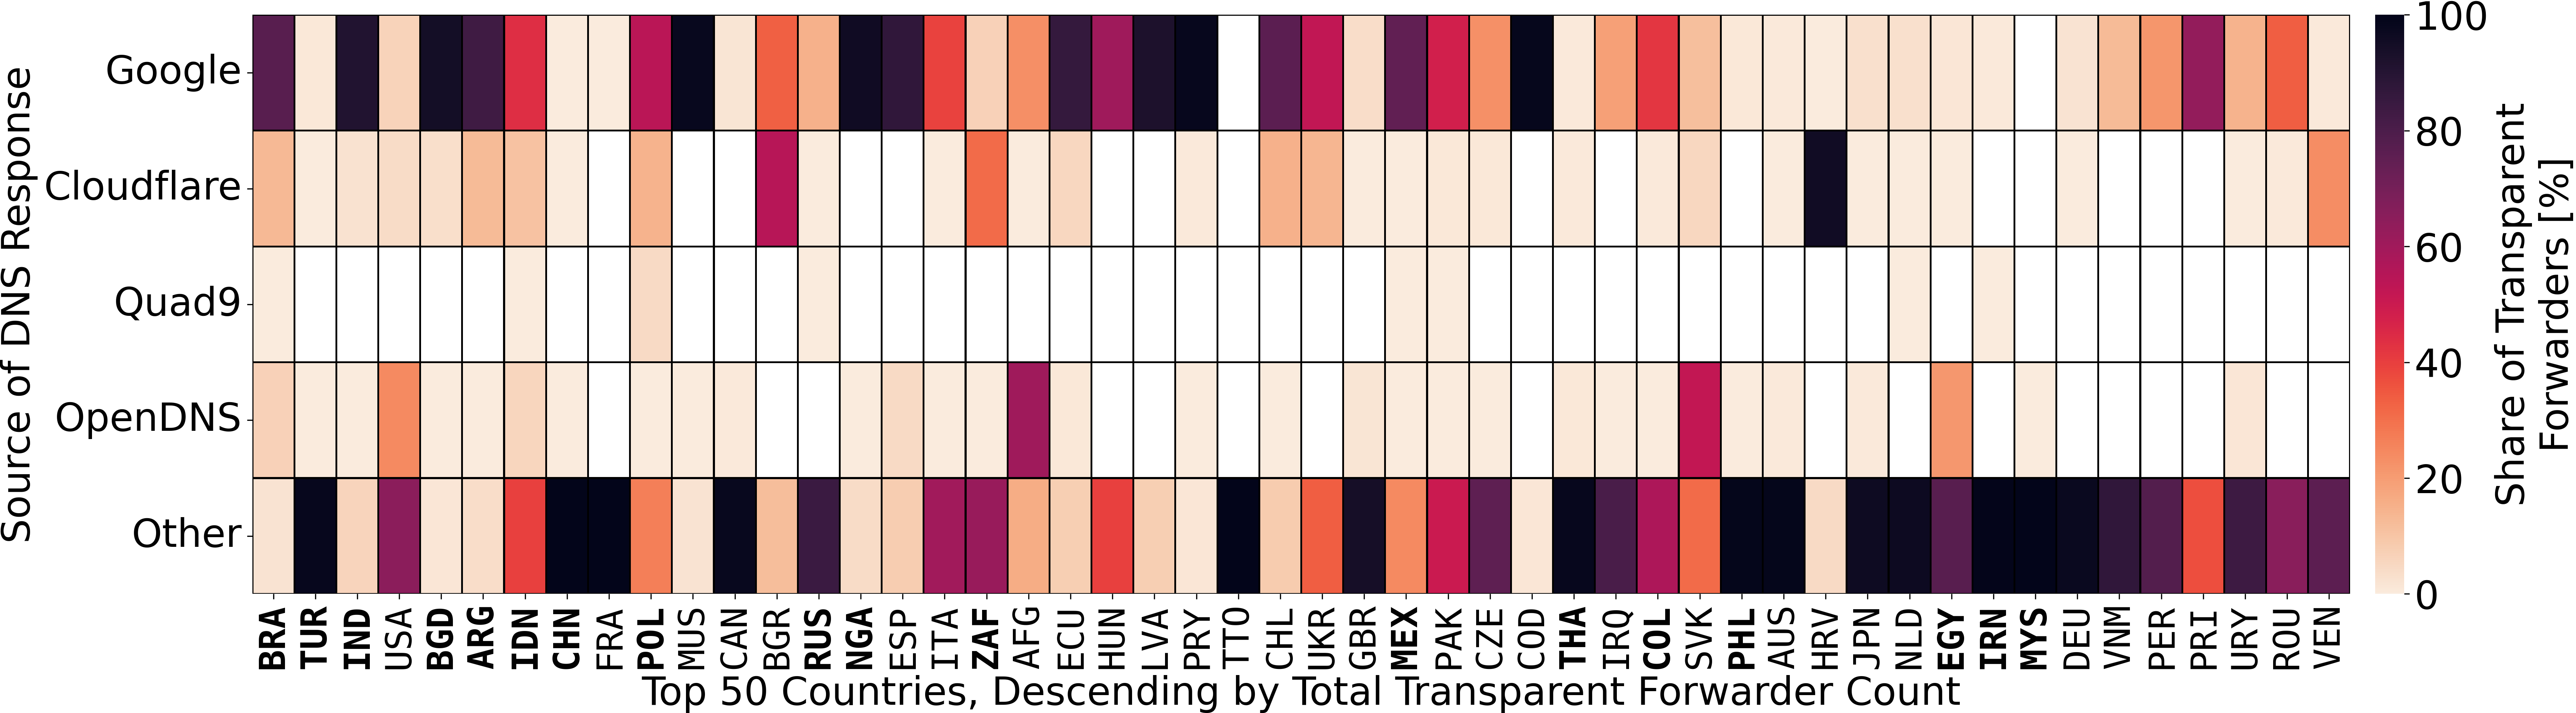 Source of DNS Response
Google
Cloudflare
Quad9
OpenDNS
Other
BRA TUR IND USA BGD ARG IDN CHN FRA POL MUS CAN BGR RUS NGA ESP ITA ZAF AFG ECU HUN LVA PRY TTO CHL UKR GBR MEX PAK CZE COD THA IRQ COL SVK PHL AUS HRV JPN NLD EGY IRN MYS DEU VNM PER PRI URY ROU VEN
Top 50 Countries, Descending by Total Transparent Forwarder Count
100
80
60
40
20
0
Share of Transparent
Forwarders [%]